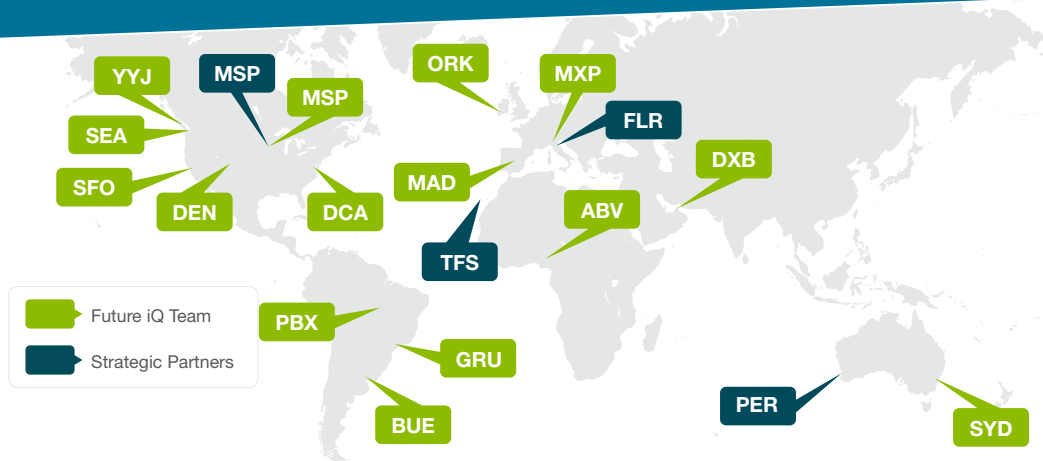 YYJ
MSP
MSP
ORK
MXP
SEA
FLR
SFO
DEN
DCA
MAD
DXB
ABV
TFS
Future iQ Team
Strategic Partners
PBX
GRU
BUE
PER
SYD